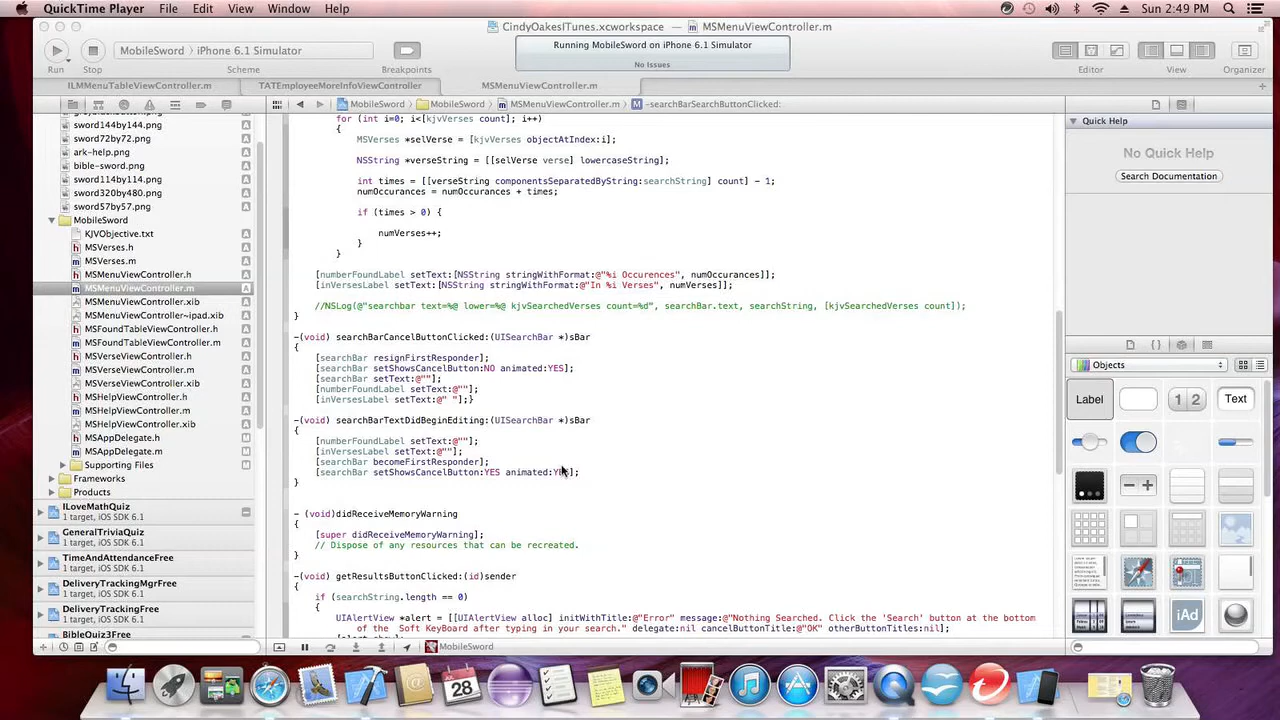 QuickTime Player File Edit View Window Help
Sun 2:49 PM
CindyOakesITunes.xcworkspace — MSMenuViewController.m
MobileSword iPhone 6.1 Simulator
Running MobileSword on iPhone 6.1 Simulator
No Issues
Run Stop Scheme Breakpoints Editor View Organizer
ILMMenuTableViewController.m TATEmployeeMoreInfoViewController MSMenuViewController.m
MobileSword MobileSword MSMenuViewController.m -searchBarSearchButtonClicked:
sword144by144.png
sword72by72.png
ark-help.png
bible-sword.png
sword114by114.png
sword320by480.png
sword57by57.png
MobileSword
KJVObjective.txt
MSVerses.h
MSVerses.m
MSMenuViewController.h
MSMenuViewController.m
MSMenuViewController.xib
MSMenuViewController~ipad.xib
MSFoundTableViewController.h
MSFoundTableViewController.m
MSVerseViewController.h
MSVerseViewController.m
MSVerseViewController.xib
MSHelpViewController.h
MSHelpViewController.m
MSHelpViewController.xib
MSAppDelegate.h
MSAppDelegate.m
Supporting Files
Frameworks
Products
ILoveMathQuiz
1 target, iOS SDK 6.1
GeneralTriviaQuiz
1 target, iOS SDK 6.1
TimeAndAttendanceFree
1 target, iOS SDK 6.1
DeliveryTrackingMgrFree
1 target, iOS SDK 6.1
DeliveryTrackingFree
1 target, iOS SDK 6.1
BibleQuiz3Free
for (int i=0; i<[kjvVerses count]; i++)
{
MSVerses *selVerse = [kjvVerses objectAtIndex:i];
NSString *verseString = [[selVerse verse] lowercaseString];
int times = [[verseString componentsSeparatedByString:searchString] count] - 1;
numOccurances = numOccurances + times;
if (times > 0) {
numVerses++;
}
}
[numberFoundLabel setText:[NSString stringWithFormat:@"%i Occurences", numOccurances]];
[inVersesLabel setText:[NSString stringWithFormat:@"In %i Verses", numVerses]];
//NSLog(@"searchbar text=%@ lower=%@ kjvSearchedVerses count=%d", searchBar.text, searchString, [kjvSearchedVerses count]);
}
-(void) searchBarCancelButtonClicked:(UISearchBar *)sBar
{
[searchBar resignFirstResponder];
[searchBar setShowsCancelButton:NO animated:YES];
[searchBar setText:@""];
[numberFoundLabel setText:@""];
[inVersesLabel setText:@" "];}
-(void) searchBarTextDidBeginEditing:(UISearchBar *)sBar
{
[numberFoundLabel setText:@""];
[inVersesLabel setText:@""];
[searchBar becomeFirstResponder];
[searchBar setShowsCancelButton:YES animated:YES];
}
- (void)didReceiveMemoryWarning
{
[super didReceiveMemoryWarning];
// Dispose of any resources that can be recreated.
}
-(void) getResultsButtonClicked:(id)sender
{
if (searchString.length == 0)
{
UIAlertView *alert = [[UIAlertView alloc] initWithTitle:@"Error" message:@"Nothing Searched. Click the 'Search' button at the bottom
of the Soft KeyBoard after typing in your search." delegate:nil cancelButtonTitle:@"OK" otherButtonTitles:nil];
MobileSword
Quick Help
No Quick Help
Search Documentation
Objects
Label 1 2 Text
iAd
JUL
28